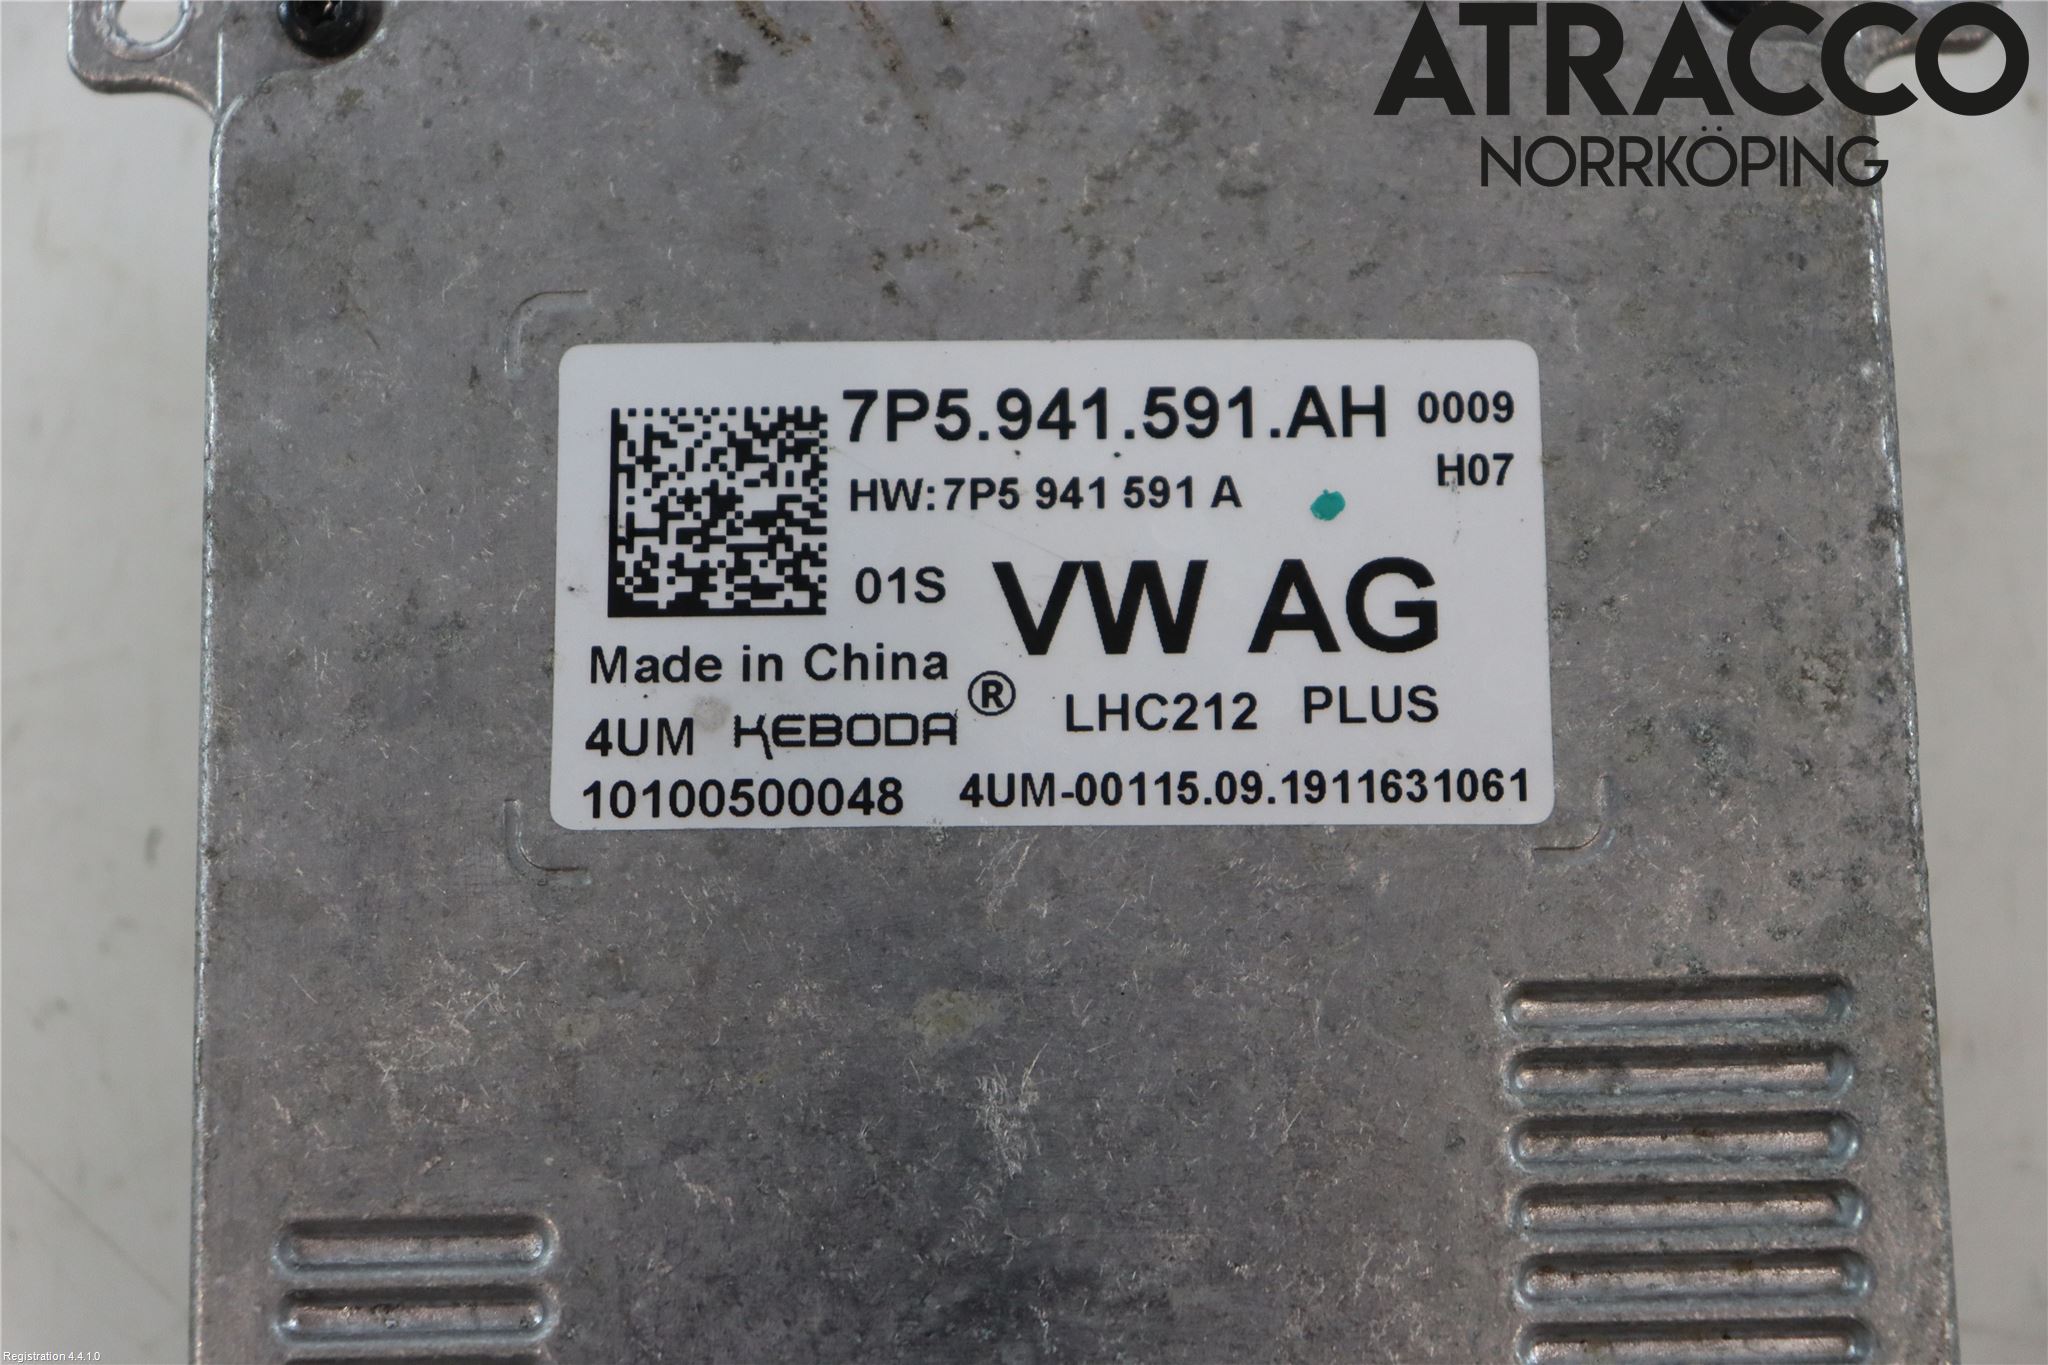 ATRACCO
NORRKÖPING
7P5.941.591.AH 0009
HW:7P5 941 591 A H07
01S VW AG
Made in China
4UM KEBODA® LHC212 PLUS
10100500048 4UM-00115.09.1911631061
Registration 4.4.1.0